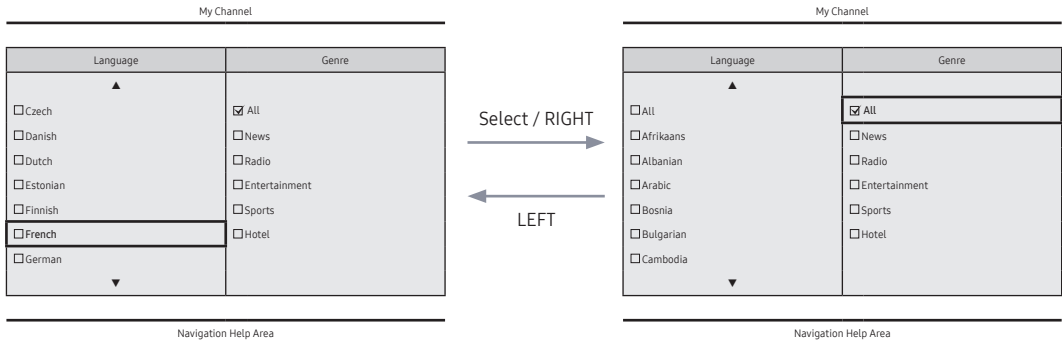 My Channel
Language Genre
▲
☐ Czech ☑ All
☐ Danish ☐ News
☐ Dutch ☐ Radio
☐ Estonian ☐ Entertainment
☐ Finnish ☐ Sports
☐ French ☐ Hotel
☐ German
▼
Navigation Help Area
Select / RIGHT
LEFT
My Channel
Language Genre
▲
☐ All ☑ All
☐ Afrikaans ☐ News
☐ Albanian ☐ Radio
☐ Arabic ☐ Entertainment
☐ Bosnia ☐ Sports
☐ Bulgarian ☐ Hotel
☐ Cambodia
▼
Navigation Help Area